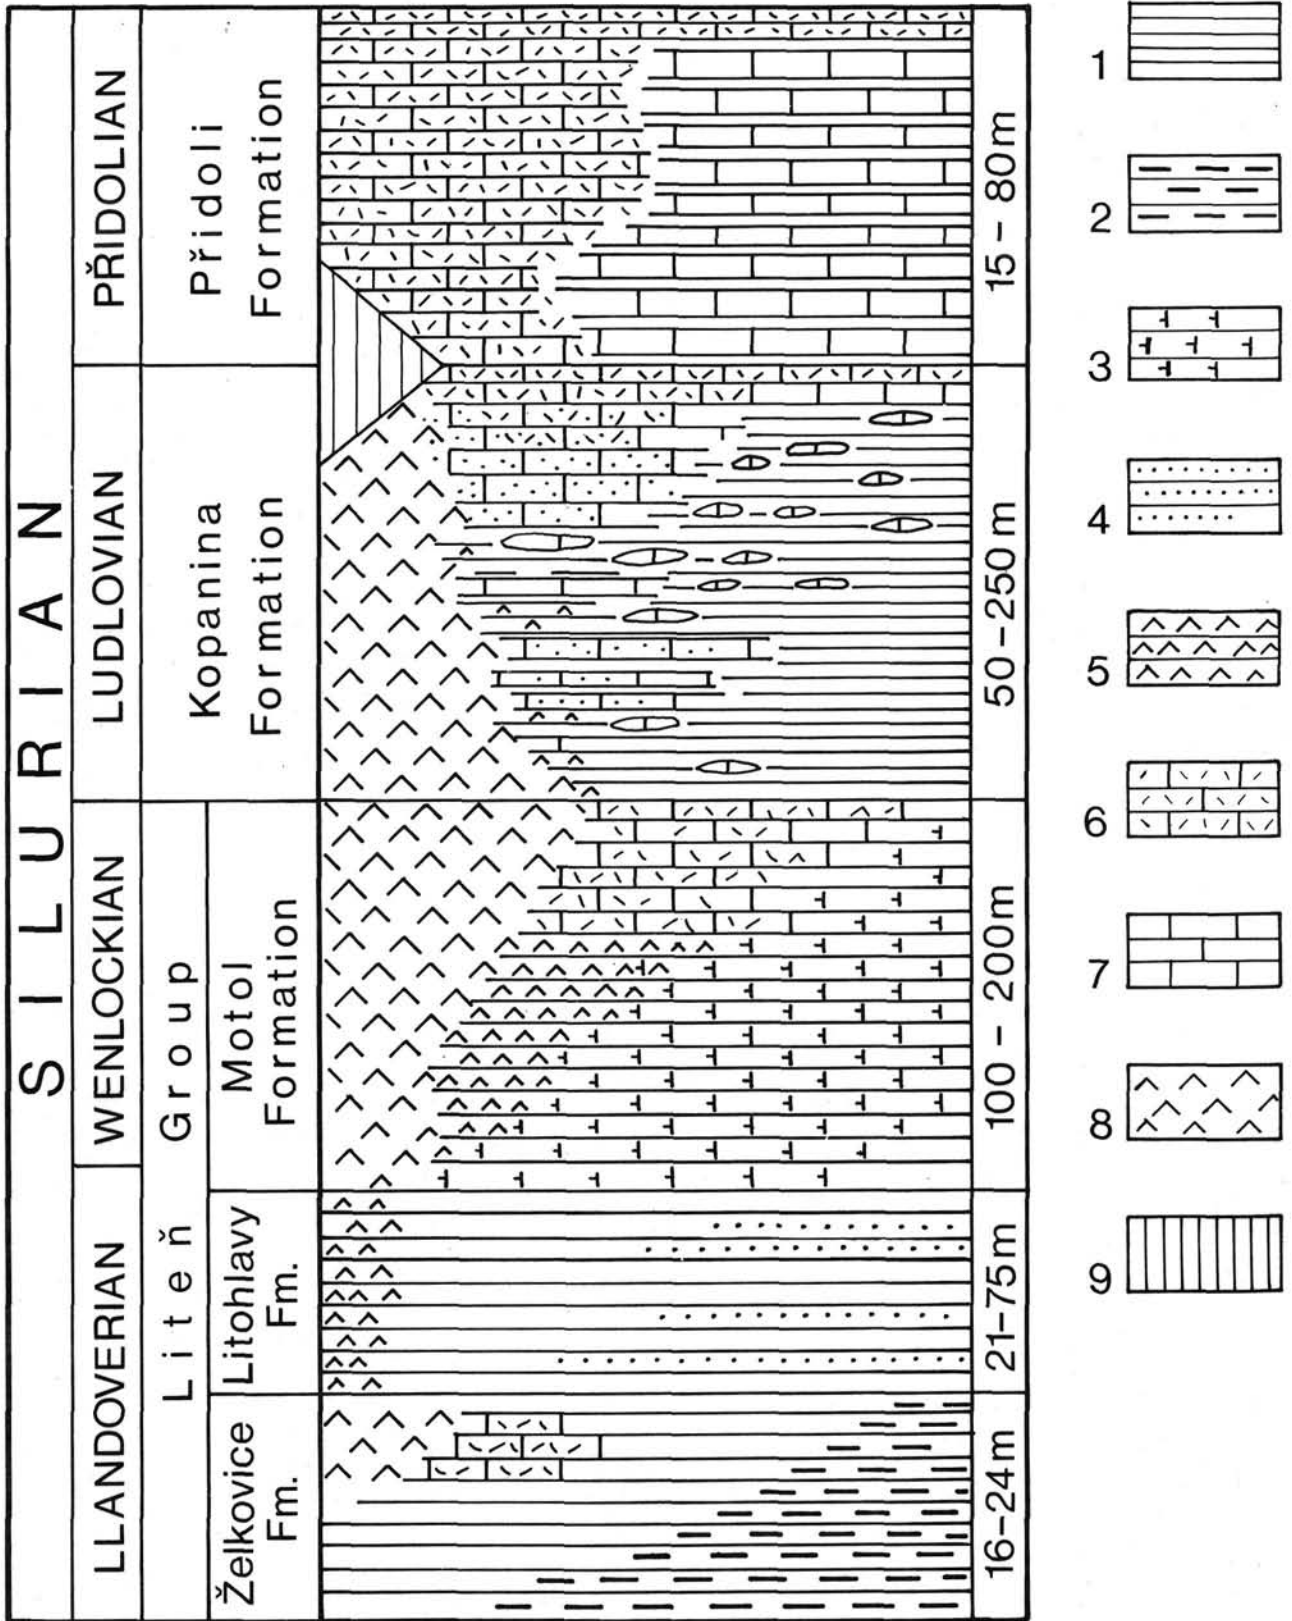 SILURIAN
PŘIDOLIAN
LUDLOVIAN
WENLOCKIAN
LLANDOVERIAN
Přidoli
Formation
Kopanina
Formation
Liteň Group
Motol
Formation
Litohlavy
Fm.
Želkovice
Fm.
15 – 80m
50 – 250m
100 – 200m
21–75m
16–24m
1
2
3
4
5
6
7
8
9